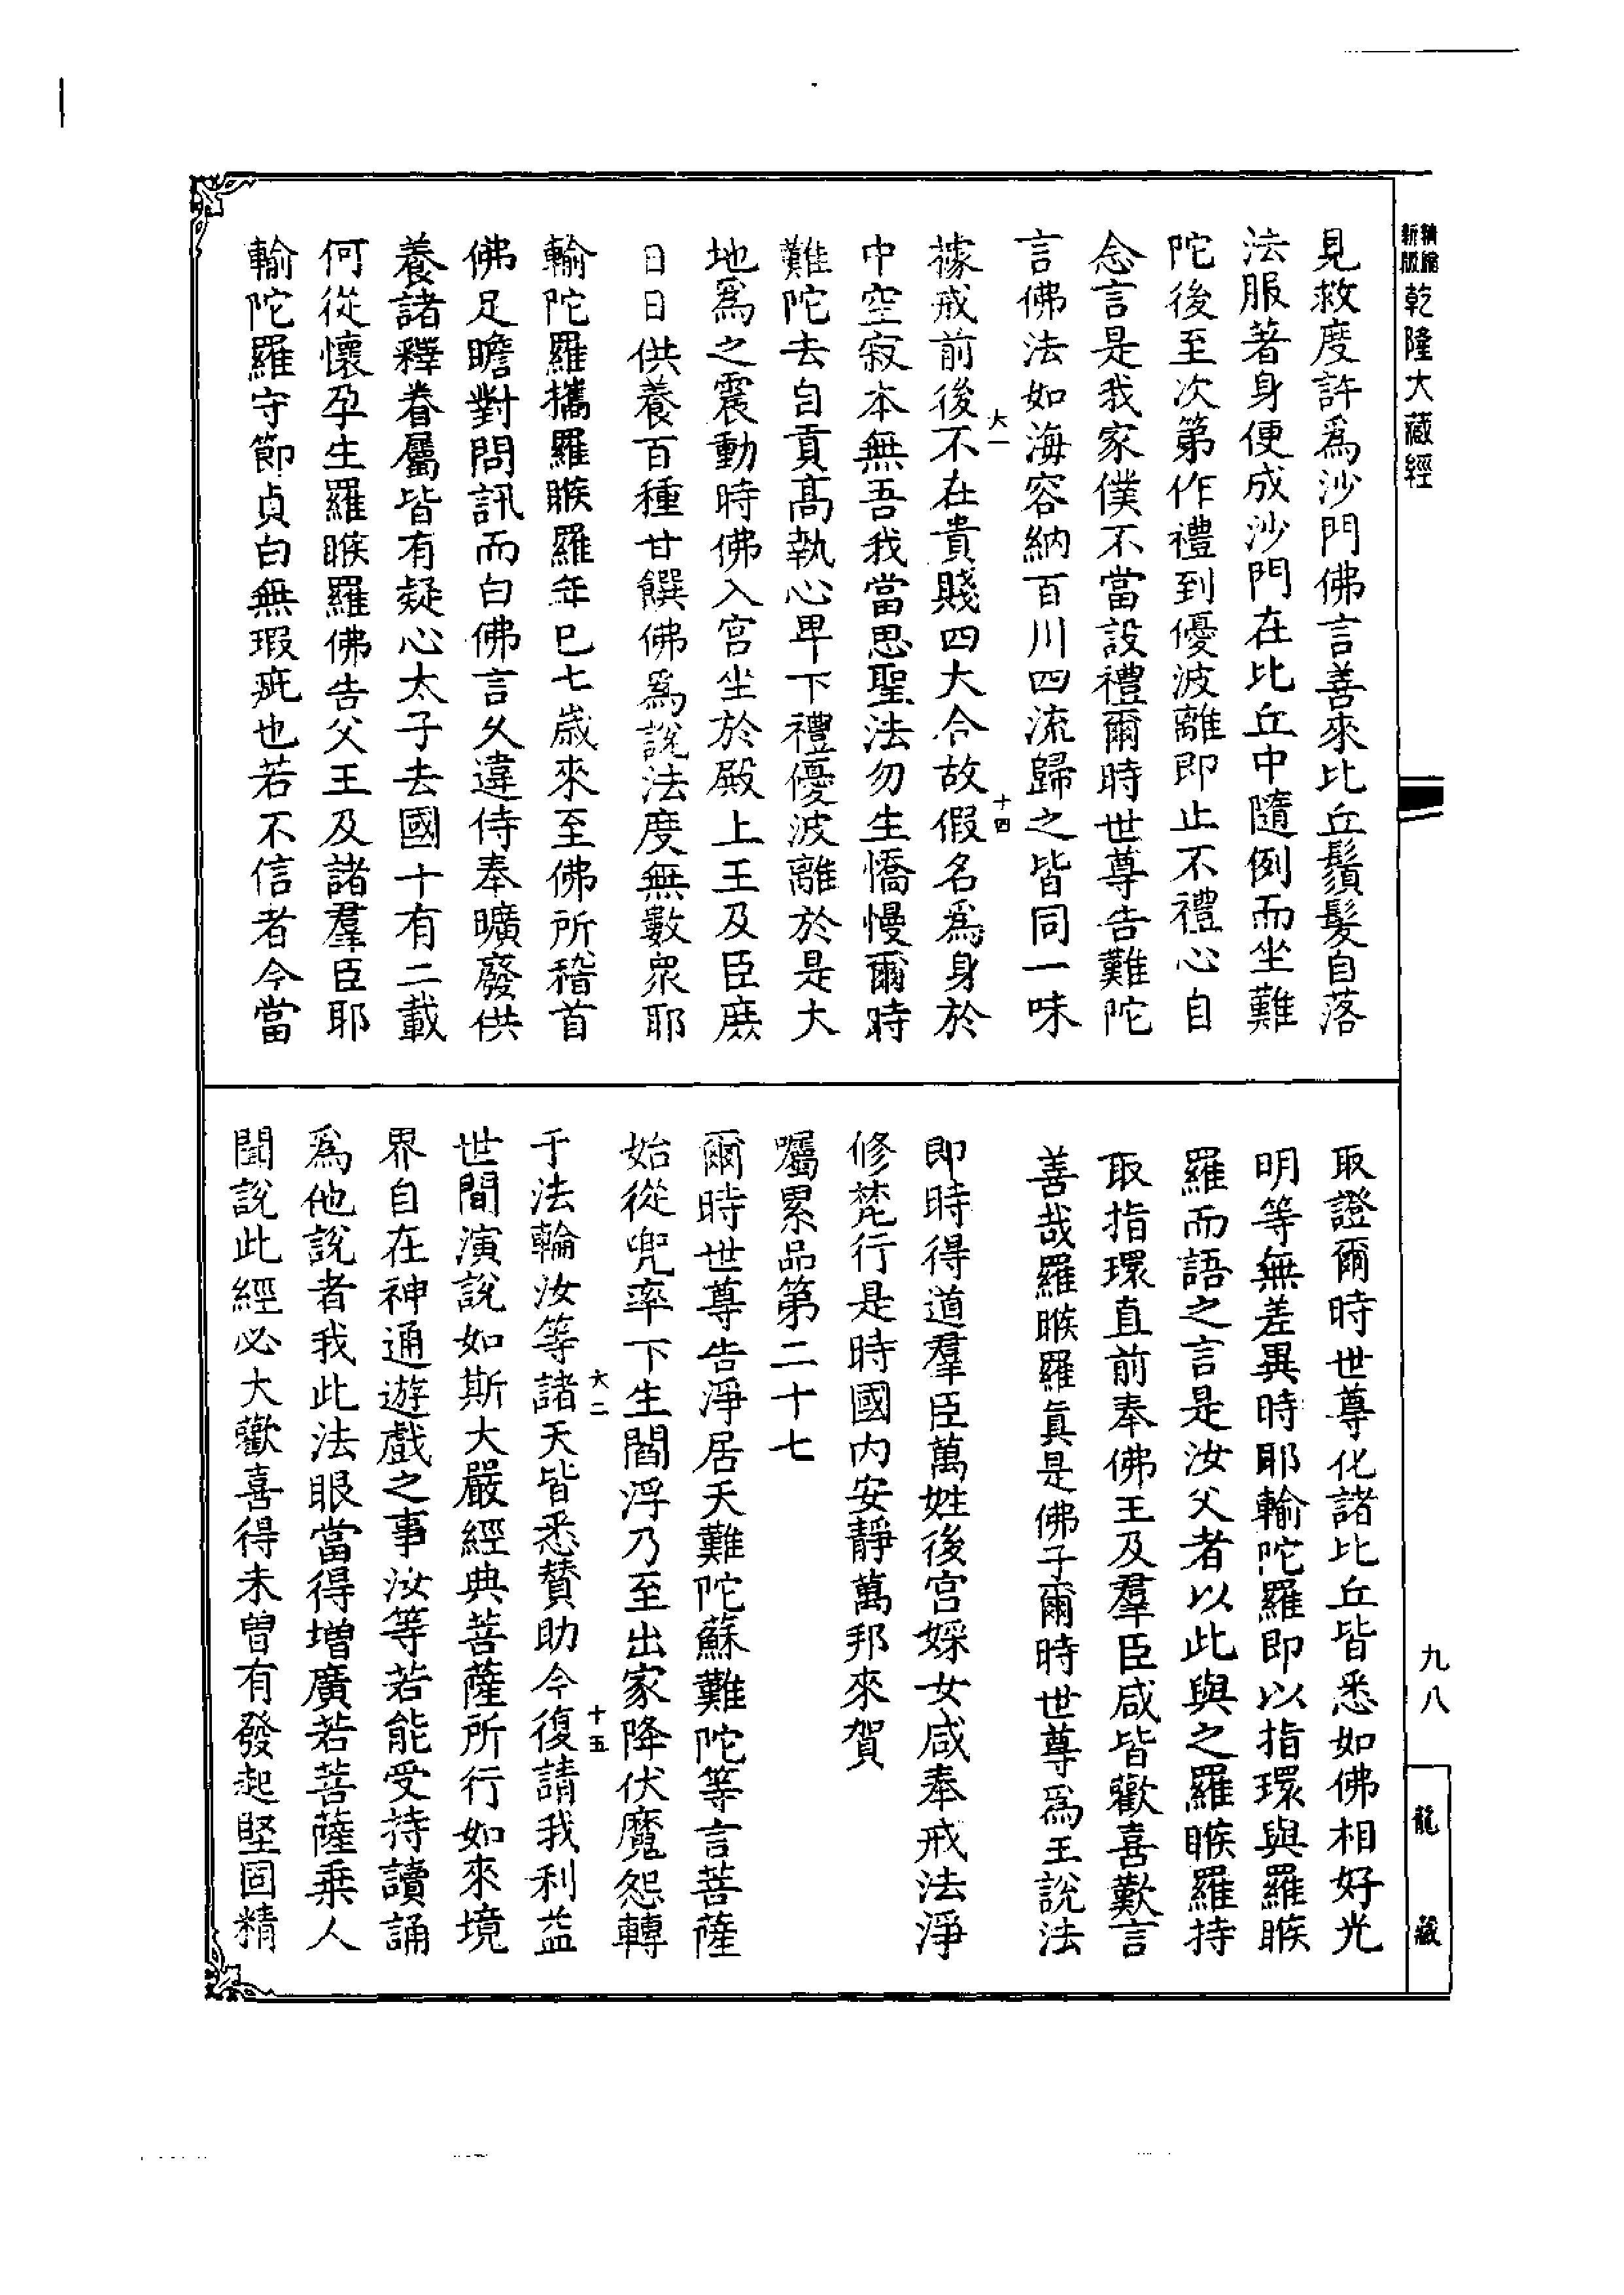 新版
精縮
乾隆大藏經
見救度許爲沙門佛言善來比丘鬚髮自落
法服著身便成沙門在比丘中隨例而坐難
陀後至次第作禮到優波離即止不禮心自
念言是我家僕不當設禮爾時世尊告難陀
言佛法如海容納百川四流歸之皆同一味
據戒前後不在貴賤四大合故假名爲身於
大一
十四
中空寂本無吾我當思聖法勿生憍慢爾時
難陀去自貢高執心卑下禮優波離於是大
地爲之震動時佛入宮坐於殿上王及臣庶
日日供養百種甘饌佛爲說法度無數衆耶
輸陀羅攜羅睺羅年已七歲來至佛所稽首
佛足瞻對問訊而白佛言久違侍奉曠廢供
養諸釋眷屬皆有疑心太子去國十有二載
何從懷孕生羅睺羅佛告父王及諸羣臣耶
輸陀羅守節貞白無瑕疵也若不信者今當
取證爾時世尊化諸比丘皆悉如佛相好光
明等無差異時耶輸陀羅即以指環與羅睺
羅而語之言是汝父者以此與之羅睺羅持
取指環直前奉佛王及羣臣咸皆歡喜歎言
善哉羅睺羅眞是佛子爾時世尊爲王說法
即時得道羣臣萬姓後宮婇女咸奉戒法淨
修梵行是時國內安靜萬邦來賀
囑累品第二十七
爾時世尊告淨居天難陀蘇難陀等言菩薩
始從兜率下生閻浮乃至出家降伏魔怨轉
大二
十五
于法輪汝等諸天皆悉贊助今復請我利益
世間演說如斯大嚴經典菩薩所行如來境
界自在神通遊戲之事汝等若能受持讀誦
爲他說者我此法眼當得增廣若菩薩乘人
聞說此經必大歡喜得未曾有發起堅固精
九八
龍藏